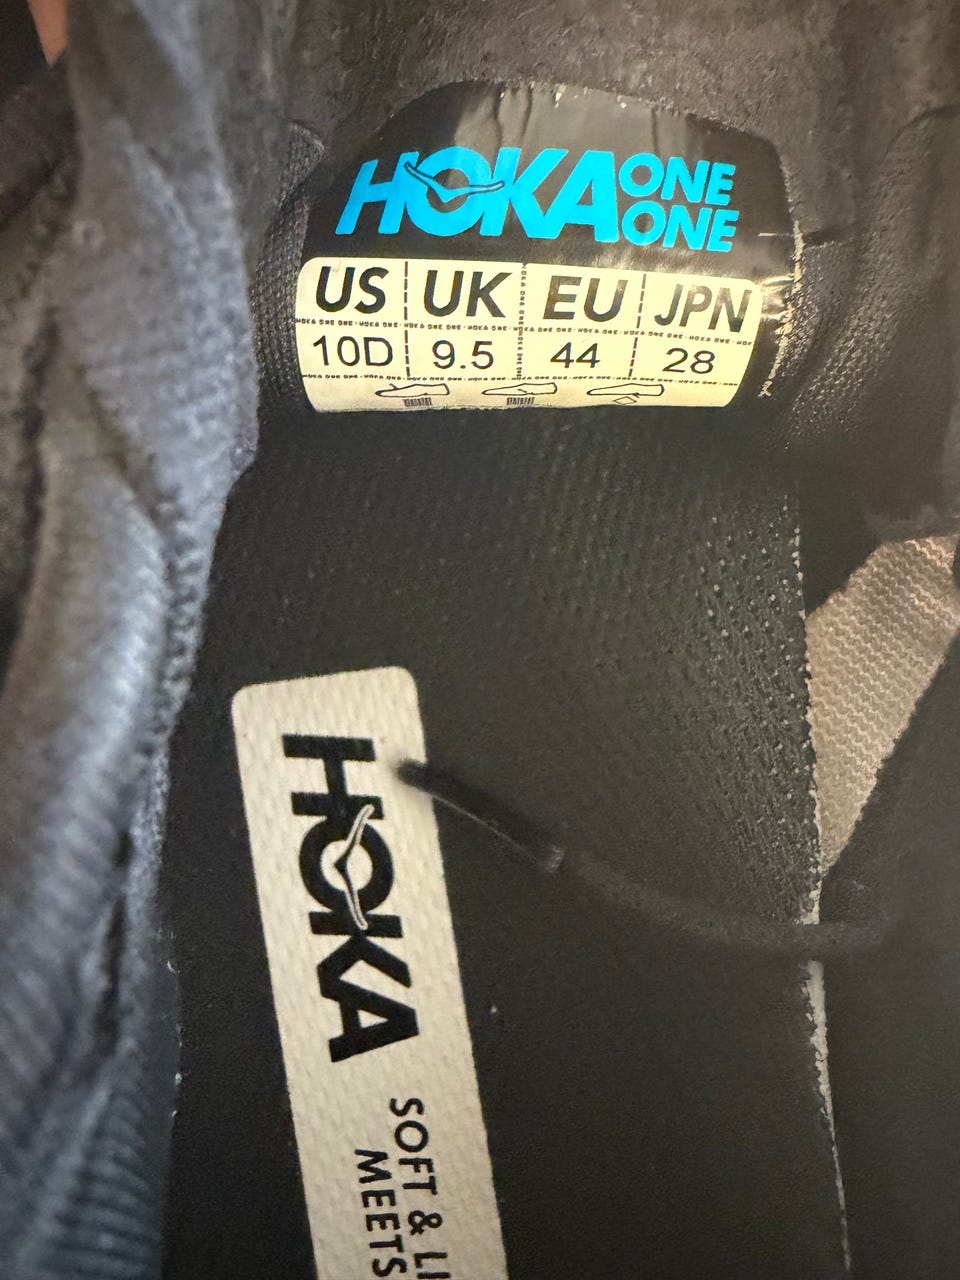 HOKA ONE ONE
US UK EU JPN
10D 9.5 44 28
HOKA
SOFT & LI
MEETS